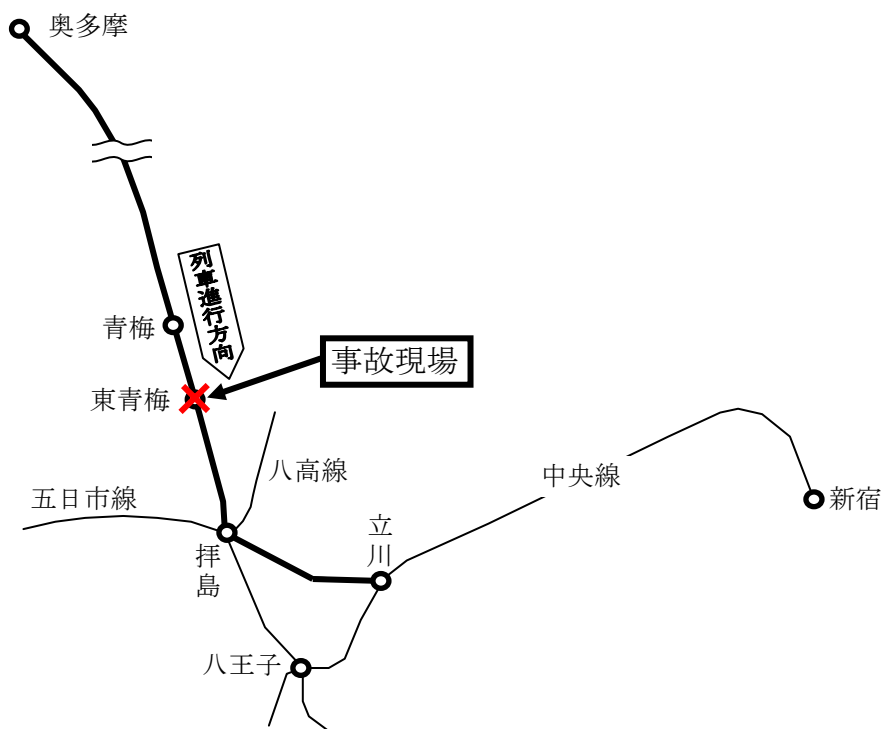 奥多摩
列車進行方向
青梅
事故現場
東青梅
八高線
中央線
五日市線
新宿
立川
拝島
八王子